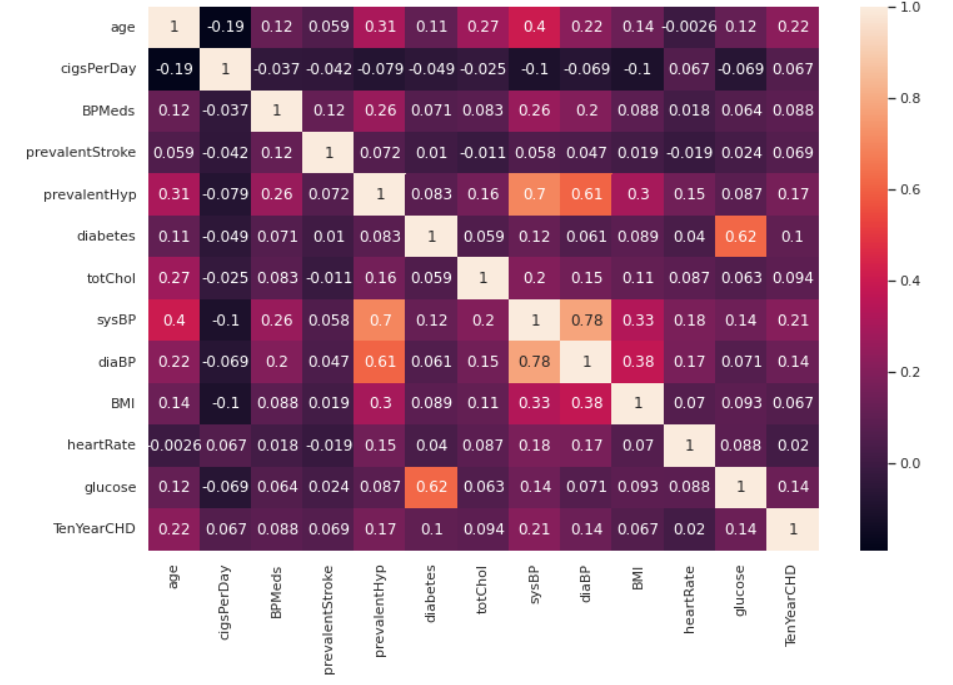 age 1 -0.19 0.12 0.059 0.31 0.11 0.27 0.4 0.22 0.14 -0.0026 0.12 0.22
cigsPerDay -0.19 1 -0.037 -0.042 -0.079 -0.049 -0.025 -0.1 -0.069 -0.1 0.067 -0.069 0.067
BPMeds 0.12 -0.037 1 0.12 0.26 0.071 0.083 0.26 0.2 0.088 0.018 0.064 0.088
prevalentStroke 0.059 -0.042 0.12 1 0.072 0.01 -0.011 0.058 0.047 0.019 -0.019 0.024 0.069
prevalentHyp 0.31 -0.079 0.26 0.072 1 0.083 0.16 0.7 0.61 0.3 0.15 0.087 0.17
diabetes 0.11 -0.049 0.071 0.01 0.083 1 0.059 0.12 0.061 0.089 0.04 0.62 0.1
totChol 0.27 -0.025 0.083 -0.011 0.16 0.059 1 0.2 0.15 0.11 0.087 0.063 0.094
sysBP 0.4 -0.1 0.26 0.058 0.7 0.12 0.2 1 0.78 0.33 0.18 0.14 0.21
diaBP 0.22 -0.069 0.2 0.047 0.61 0.061 0.15 0.78 1 0.38 0.17 0.071 0.14
BMI 0.14 -0.1 0.088 0.019 0.3 0.089 0.11 0.33 0.38 1 0.07 0.093 0.067
heartRate -0.0026 0.067 0.018 -0.019 0.15 0.04 0.087 0.18 0.17 0.07 1 0.088 0.02
glucose 0.12 -0.069 0.064 0.024 0.087 0.62 0.063 0.14 0.071 0.093 0.088 1 0.14
TenYearCHD 0.22 0.067 0.088 0.069 0.17 0.1 0.094 0.21 0.14 0.067 0.02 0.14 1
age
cigsPerDay
BPMeds
prevalentStroke
prevalentHyp
diabetes
totChol
sysBP
diaBP
BMI
heartRate
glucose
TenYearCHD
1.0
0.8
0.6
0.4
0.2
0.0